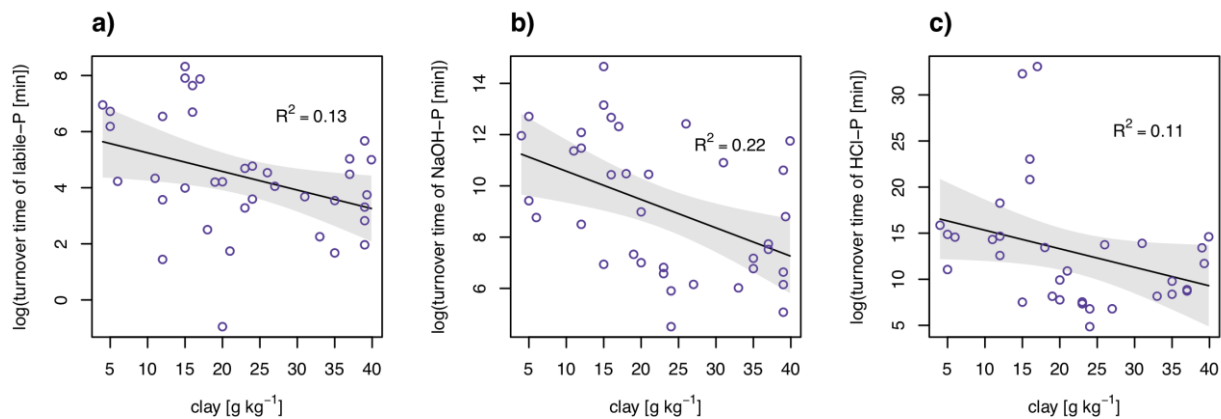 a)
log(turnover time of labile−P [min])
8
6
4
2
0
R² = 0.13
5 10 15 20 25 30 35 40
clay [g kg⁻¹]
b)
log(turnover time of NaOH−P [min])
14
12
10
8
6
R² = 0.22
5 10 15 20 25 30 35 40
clay [g kg⁻¹]
c)
log(turnover time of HCl−P [min])
30
25
20
15
10
5
R² = 0.11
5 10 15 20 25 30 35 40
clay [g kg⁻¹]